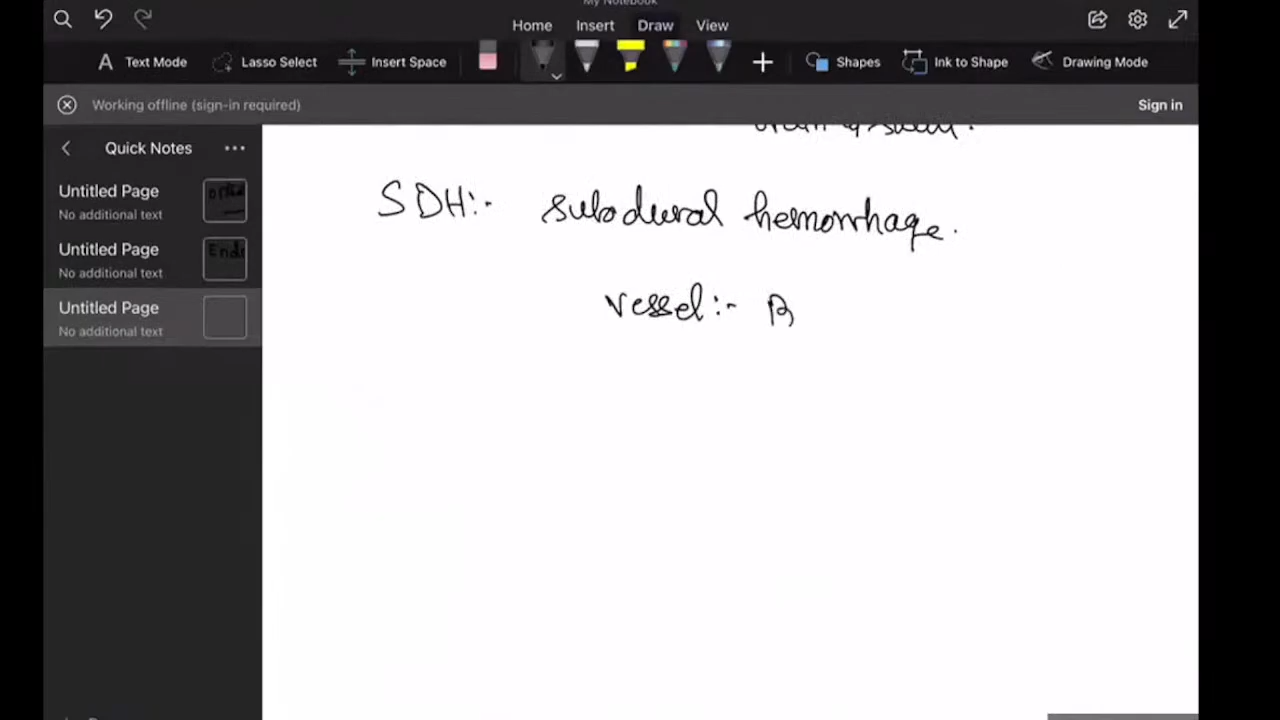 My Notebook
Home Insert Draw View
Text Mode Lasso Select Insert Space Shapes Ink to Shape Drawing Mode
Working offline (sign-in required) Sign in
Quick Notes
Untitled Page
No additional text
Untitled Page
No additional text
Untitled Page
No additional text
SDH:- subdural hemorrhage.
vessel:- B